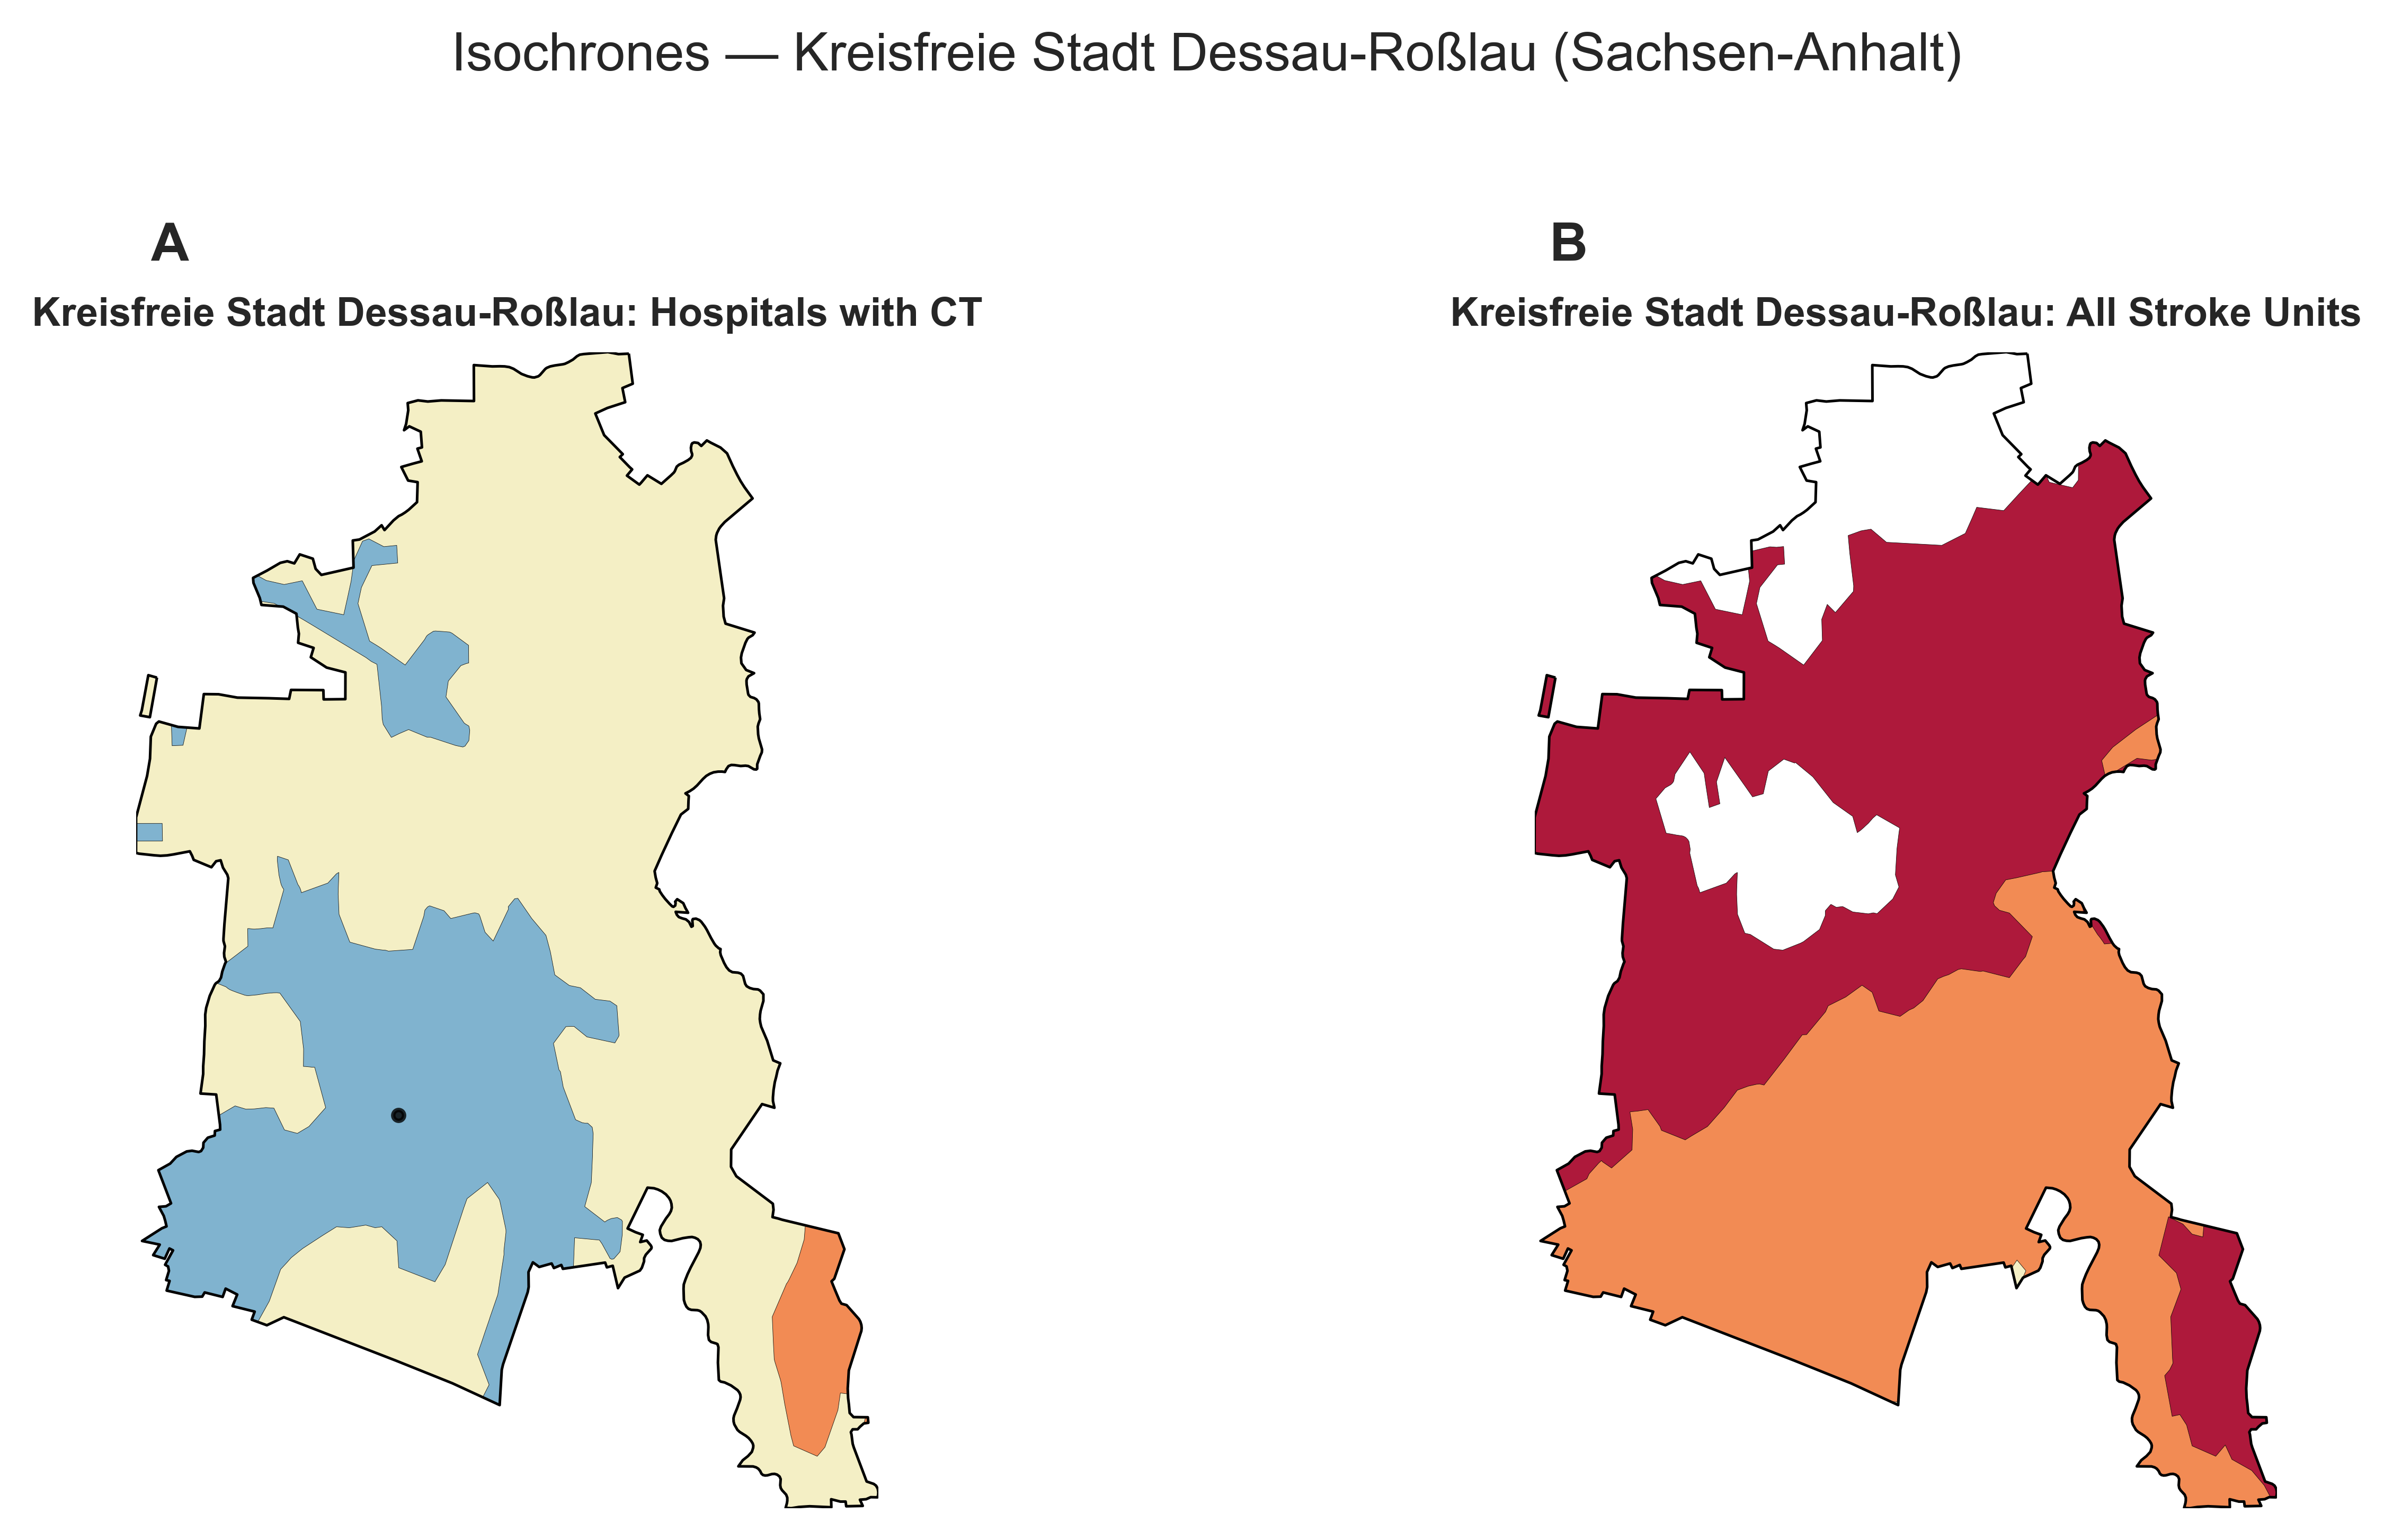 Isochrones — Kreisfreie Stadt Dessau-Roßlau (Sachsen-Anhalt)
A
Kreisfreie Stadt Dessau-Roßlau: Hospitals with CT
B
Kreisfreie Stadt Dessau-Roßlau: All Stroke Units